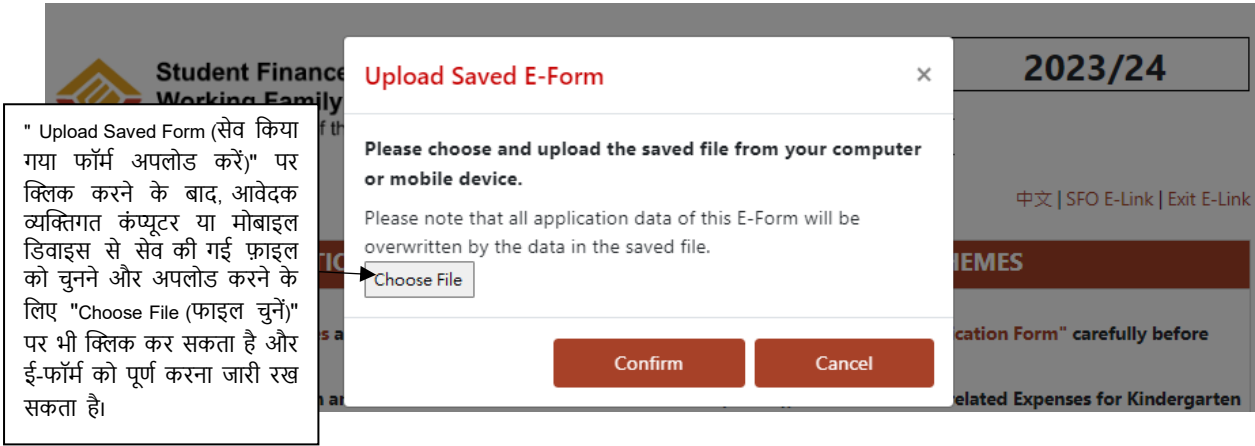 Student Finance
Working Family
f th
2023/24
中文 | SFO E-Link | Exit E-Link
" Upload Saved Form (सेव किया
गया फॉर्म अपलोड करें)" पर
क्लिक करने के बाद, आवेदक
व्यक्तिगत कंप्यूटर या मोबाइल
डिवाइस से सेव की गई फ़ाइल
को चुनने और अपलोड करने के
लिए "Choose File (फाइल चुनें)"
पर भी क्लिक कर सकता है और
ई-फॉर्म को पूर्ण करना जारी रख
सकता है।
Upload Saved E-Form ×
Please choose and upload the saved file from your computer
or mobile device.
Please note that all application data of this E-Form will be
overwritten by the data in the saved file.
Choose File
Confirm Cancel
TIO
HEMES
s a
cation Form" carefully before
n an
elated Expenses for Kindergarten